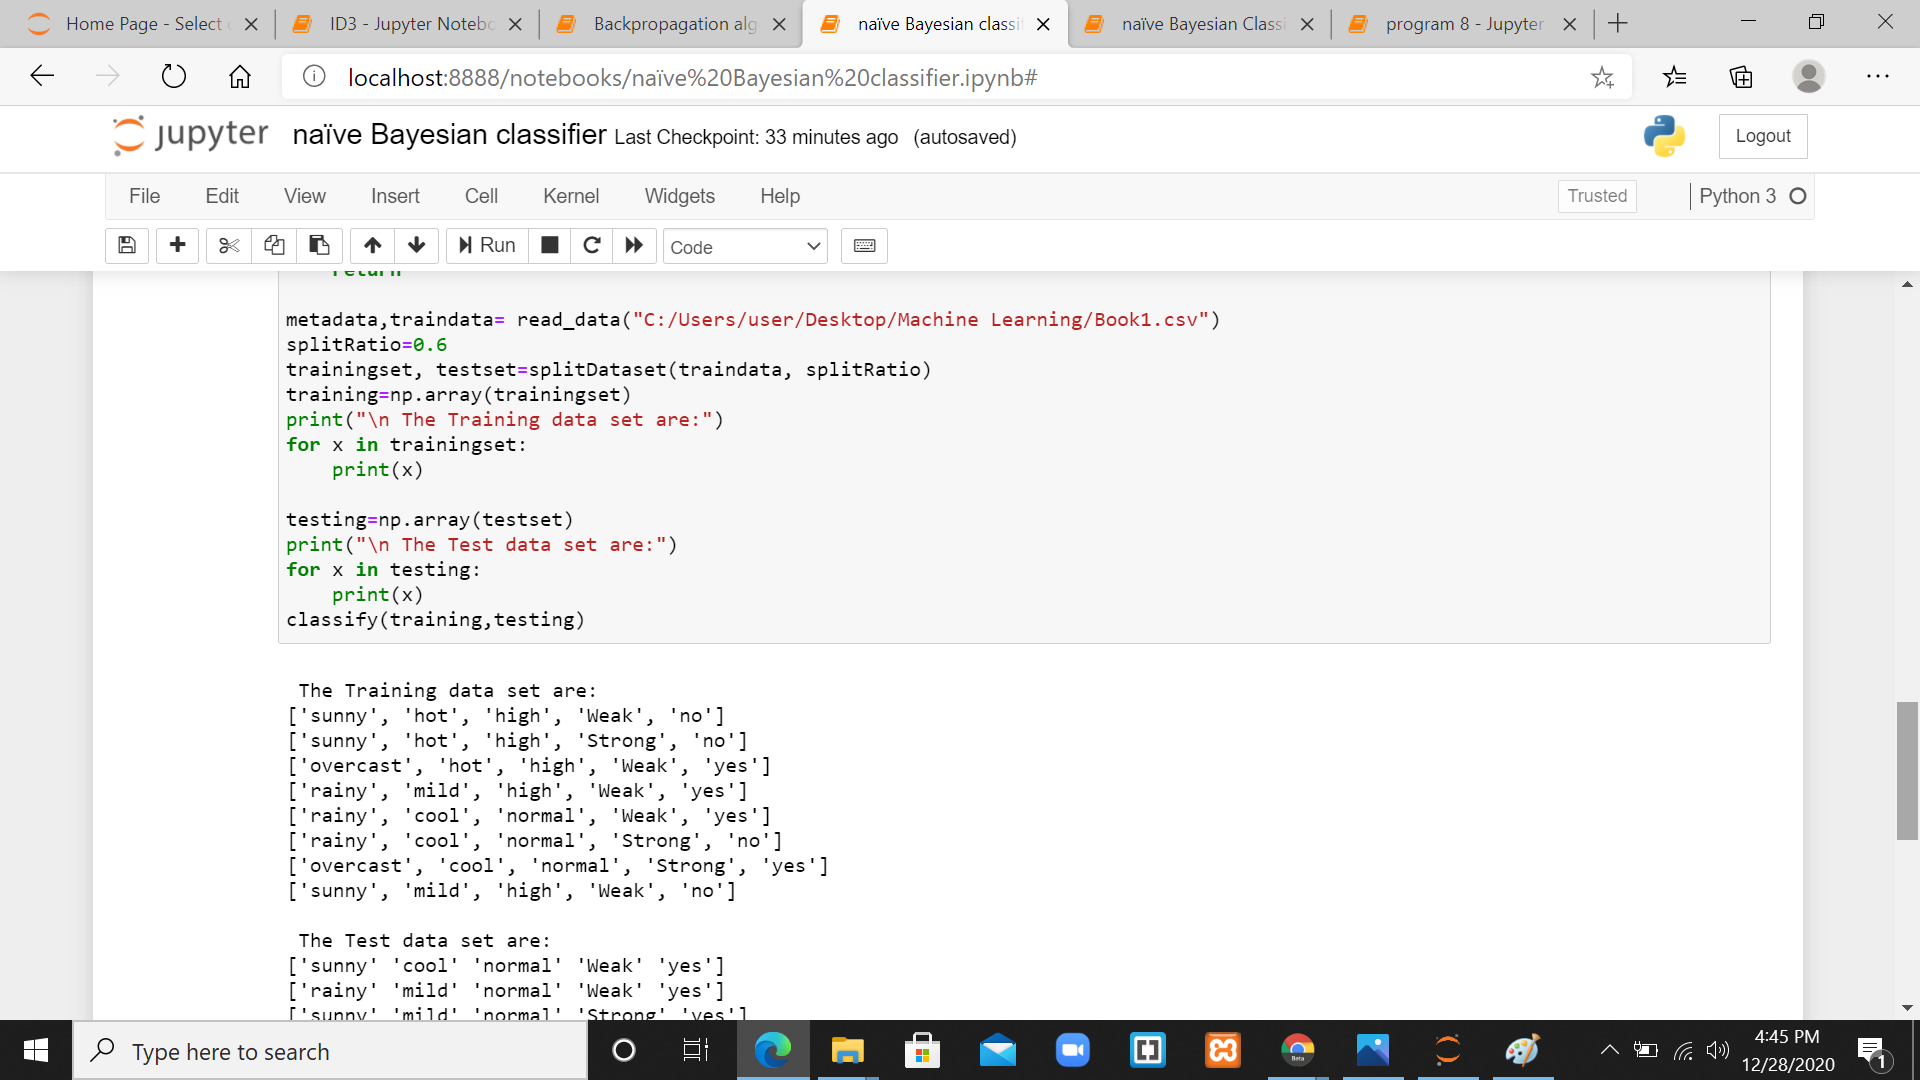 Home Page - Select
ID3 - Jupyter Notebo
Backpropagation alg
naïve Bayesian classi
naïve Bayesian Classi
program 8 - Jupyter
localhost:8888/notebooks/naïve%20Bayesian%20classifier.ipynb#
jupyter naïve Bayesian classifier Last Checkpoint: 33 minutes ago (autosaved)
Logout
File Edit View Insert Cell Kernel Widgets Help
Trusted
Python 3
Run
Code
return
metadata,traindata= read_data("C:/Users/user/Desktop/Machine Learning/Book1.csv")
splitRatio=0.6
trainingset, testset=splitDataset(traindata, splitRatio)
training=np.array(trainingset)
print("\n The Training data set are:")
for x in trainingset:
    print(x)
testing=np.array(testset)
print("\n The Test data set are:")
for x in testing:
    print(x)
classify(training,testing)
The Training data set are:
['sunny', 'hot', 'high', 'Weak', 'no']
['sunny', 'hot', 'high', 'Strong', 'no']
['overcast', 'hot', 'high', 'Weak', 'yes']
['rainy', 'mild', 'high', 'Weak', 'yes']
['rainy', 'cool', 'normal', 'Weak', 'yes']
['rainy', 'cool', 'normal', 'Strong', 'no']
['overcast', 'cool', 'normal', 'Strong', 'yes']
['sunny', 'mild', 'high', 'Weak', 'no']
The Test data set are:
['sunny' 'cool' 'normal' 'Weak' 'yes']
['rainy' 'mild' 'normal' 'Weak' 'yes']
['sunny' 'mild' 'normal' 'Strong' 'yes']
Type here to search
Beta
4:45 PM
12/28/2020
1